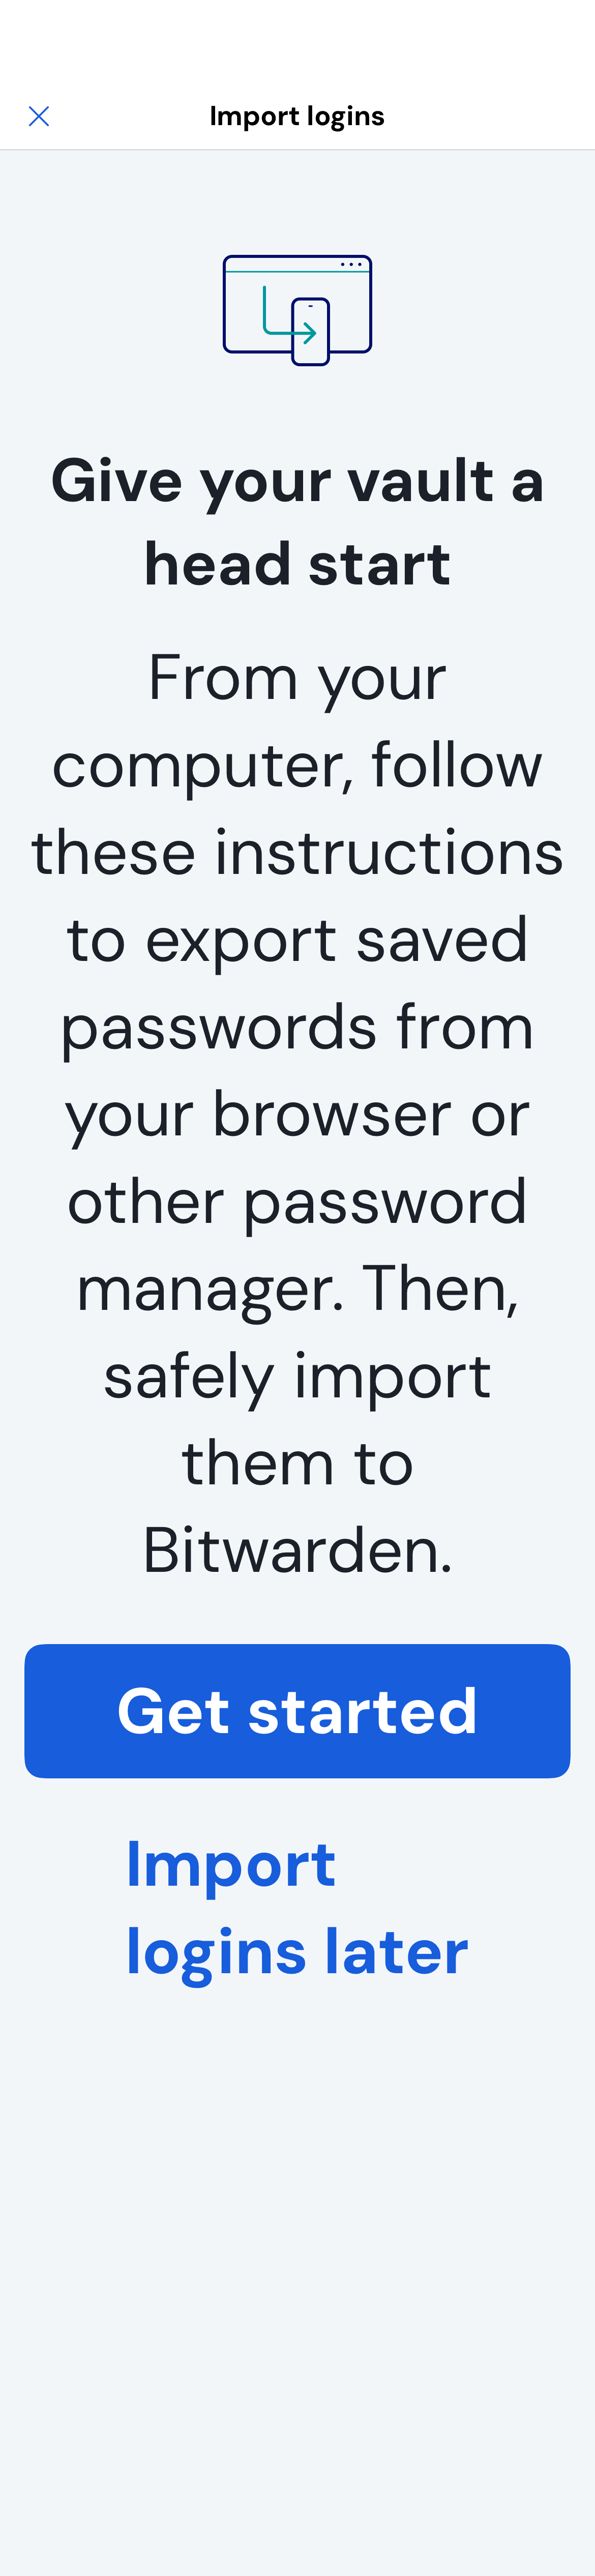 Import logins
Give your vault a
head start
From your
computer, follow
these instructions
to export saved
passwords from
your browser or
other password
manager. Then,
safely import
them to
Bitwarden.
Get started
Import
logins later